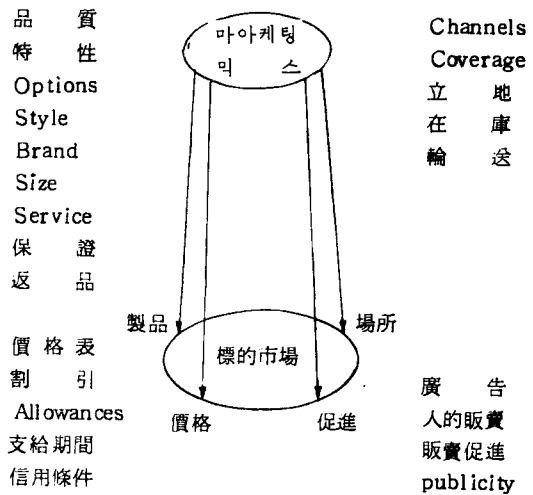 品質
特性
Options
Style
Brand
Size
Service
保證
返品
마아케팅
믹스
Channels
Coverage
立地
在庫
輸送
製品
場所
標的市場
價格
促進
價格表
割引
Allowances
支給期間
信用條件
廣告
人的販賣
販賣促進
publicity